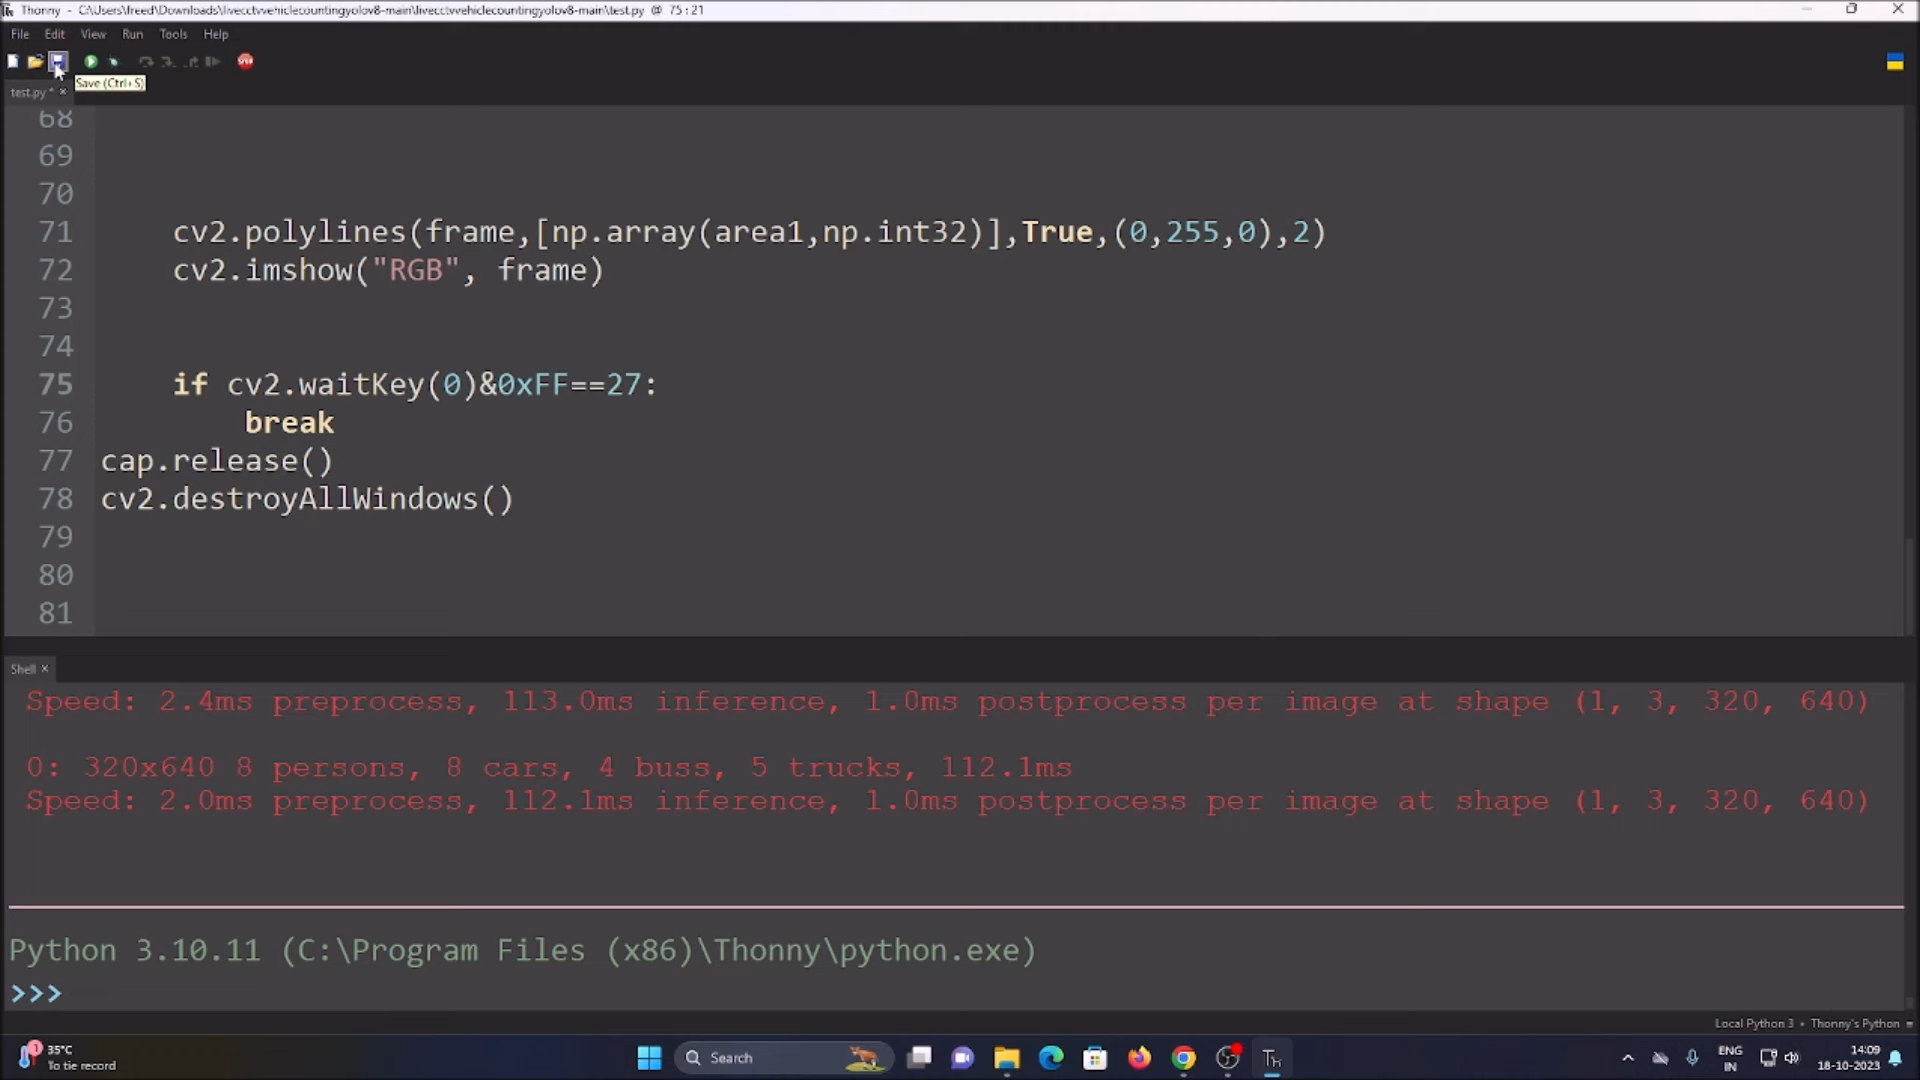 Thonny - C:\Users\freed\Downloads\livecctvvehiclecountingyolov8-main\livecctvvehiclecountingyolov8-main\test.py @ 75 : 21
File Edit View Run Tools Help
Save (Ctrl+S)
test.py * ×
68
69
70
71 cv2.polylines(frame,[np.array(area1,np.int32)],True,(0,255,0),2)
72 cv2.imshow("RGB", frame)
73
74
75 if cv2.waitKey(0)&0xFF==27:
76 break
77 cap.release()
78 cv2.destroyAllWindows()
79
80
81
Shell ×
Speed: 2.4ms preprocess, 113.0ms inference, 1.0ms postprocess per image at shape (1, 3, 320, 640)
0: 320x640 8 persons, 8 cars, 4 buss, 5 trucks, 112.1ms
Speed: 2.0ms preprocess, 112.1ms inference, 1.0ms postprocess per image at shape (1, 3, 320, 640)
Python 3.10.11 (C:\Program Files (x86)\Thonny\python.exe)
>>>
Local Python 3 • Thonny's Python
1 35°C
To tie record
Search
Th
ENG
IN
14:09
18-10-2023